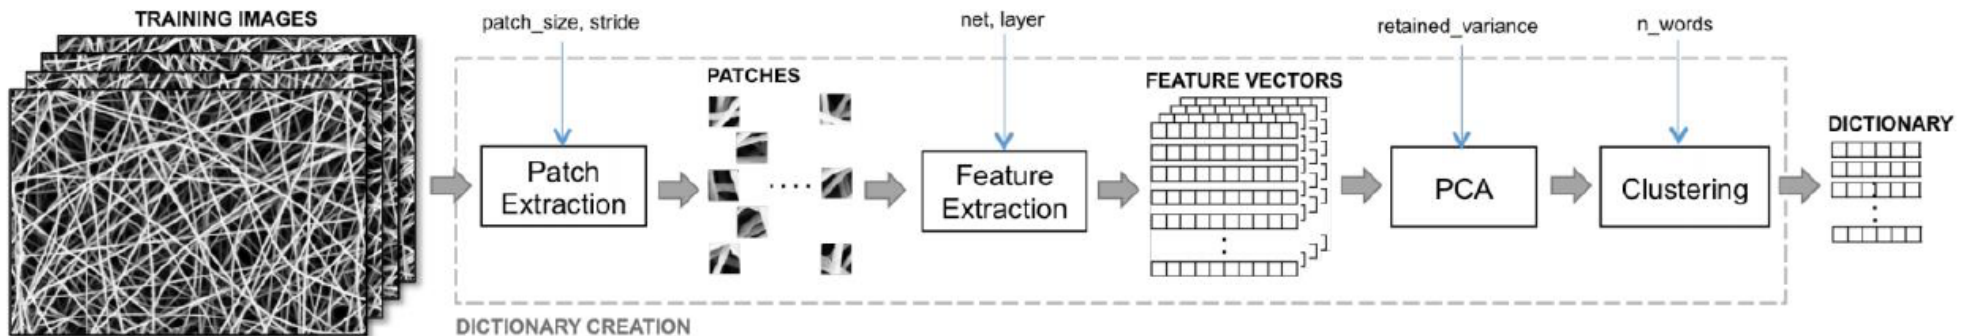 TRAINING IMAGES
patch_size, stride
net, layer
retained_variance
n_words
PATCHES
FEATURE VECTORS
DICTIONARY
Patch
Extraction
Feature
Extraction
PCA
Clustering
DICTIONARY CREATION